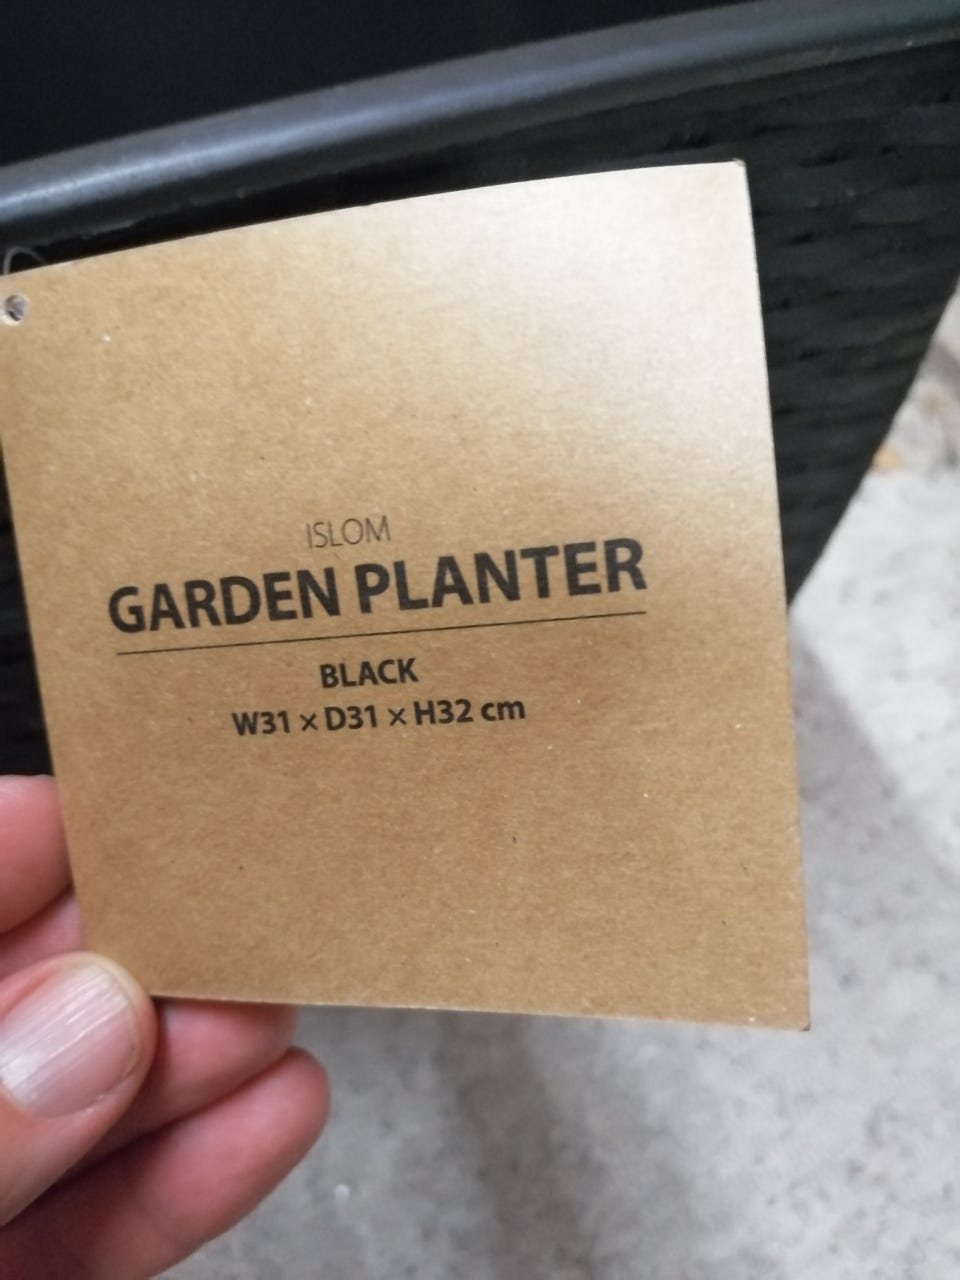 ISLOM
GARDEN PLANTER
BLACK
W31 × D31 × H32 cm